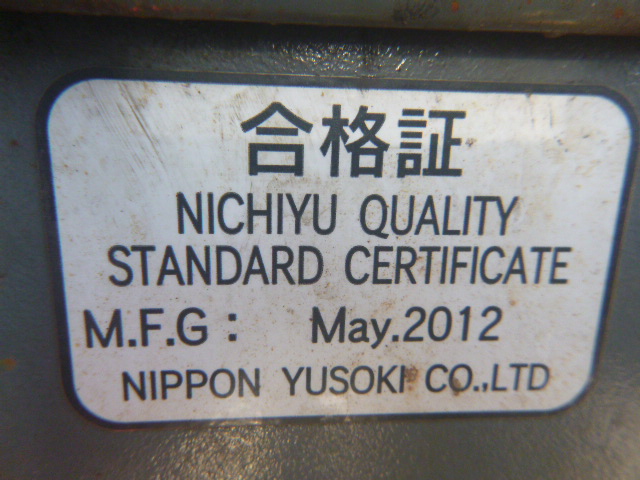 合格証
NICHIYU QUALITY
STANDARD CERTIFICATE
M.F.G : May.2012
NIPPON YUSOKI CO.,LTD